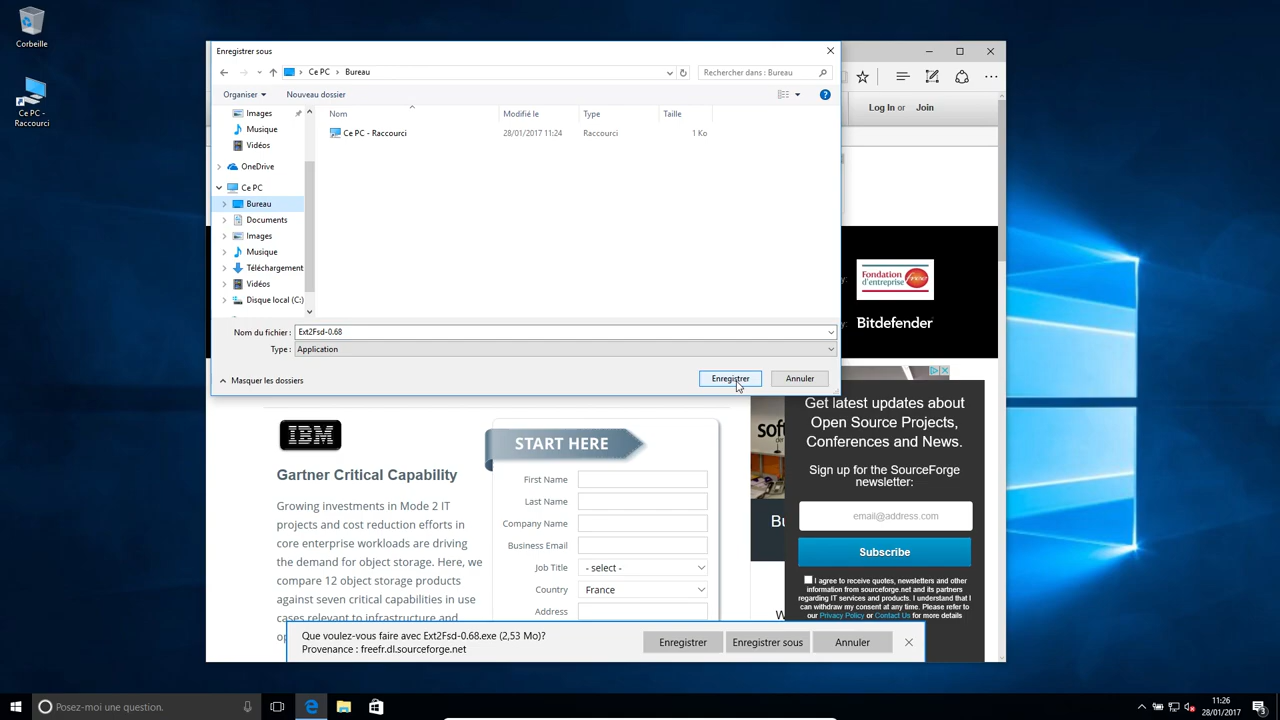 Corbeille
Ce PC -
Raccourci
Enregistrer sous
Ce PC > Bureau
Rechercher dans : Bureau
Organiser
Nouveau dossier
Images
Musique
Vidéos
OneDrive
Ce PC
Bureau
Documents
Images
Musique
Téléchargement
Vidéos
Disque local (C:)
Nom
Modifié le
Type
Taille
Ce PC - Raccourci
28/01/2017 11:24
Raccourci
1 Ko
Nom du fichier :
Ext2Fsd-0.68
Type :
Application
Masquer les dossiers
Enregistrer
Annuler
Log In or Join
Fondation
d'entreprise free
Bitdefender
IBM
Gartner Critical Capability
Growing investments in Mode 2 IT
projects and cost reduction efforts in
core enterprise workloads are driving
the demand for object storage. Here, we
compare 12 object storage products
against seven critical capabilities in use
cases relevant to infrastructure and
START HERE
First Name
Last Name
Company Name
Business Email
Job Title
- select -
Country
France
Address
Get latest updates about
Open Source Projects,
Conferences and News.
Sign up for the SourceForge
newsletter:
email@address.com
Subscribe
I agree to receive quotes, newsletters and other
information from sourceforge.net and its partners
regarding IT services and products. I understand that I
can withdraw my consent at any time. Please refer to
our Privacy Policy or Contact Us for more details
Que voulez-vous faire avec Ext2Fsd-0.68.exe (2,53 Mo)?
Provenance : freefr.dl.sourceforge.net
Enregistrer
Enregistrer sous
Annuler
Posez-moi une question.
11:26
28/01/2017